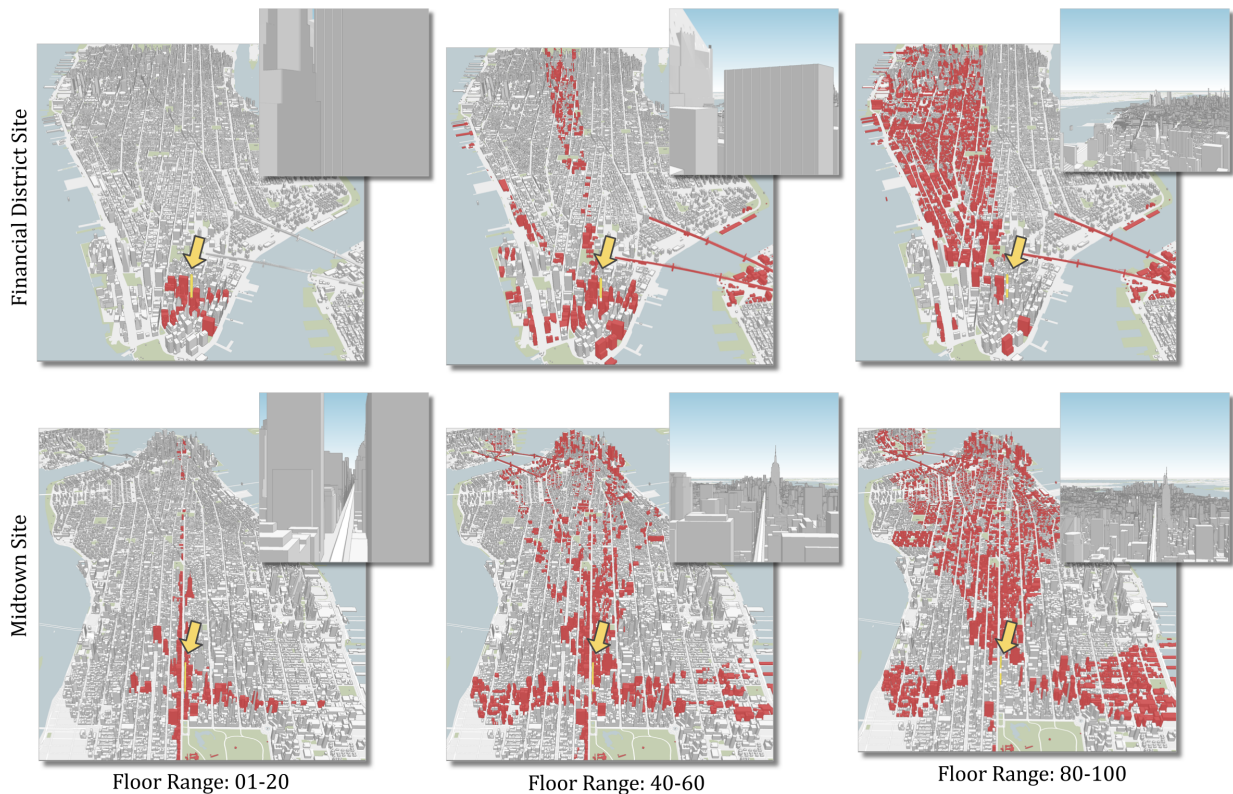 Financial District Site
Midtown Site
Floor Range: 01-20
Floor Range: 40-60
Floor Range: 80-100